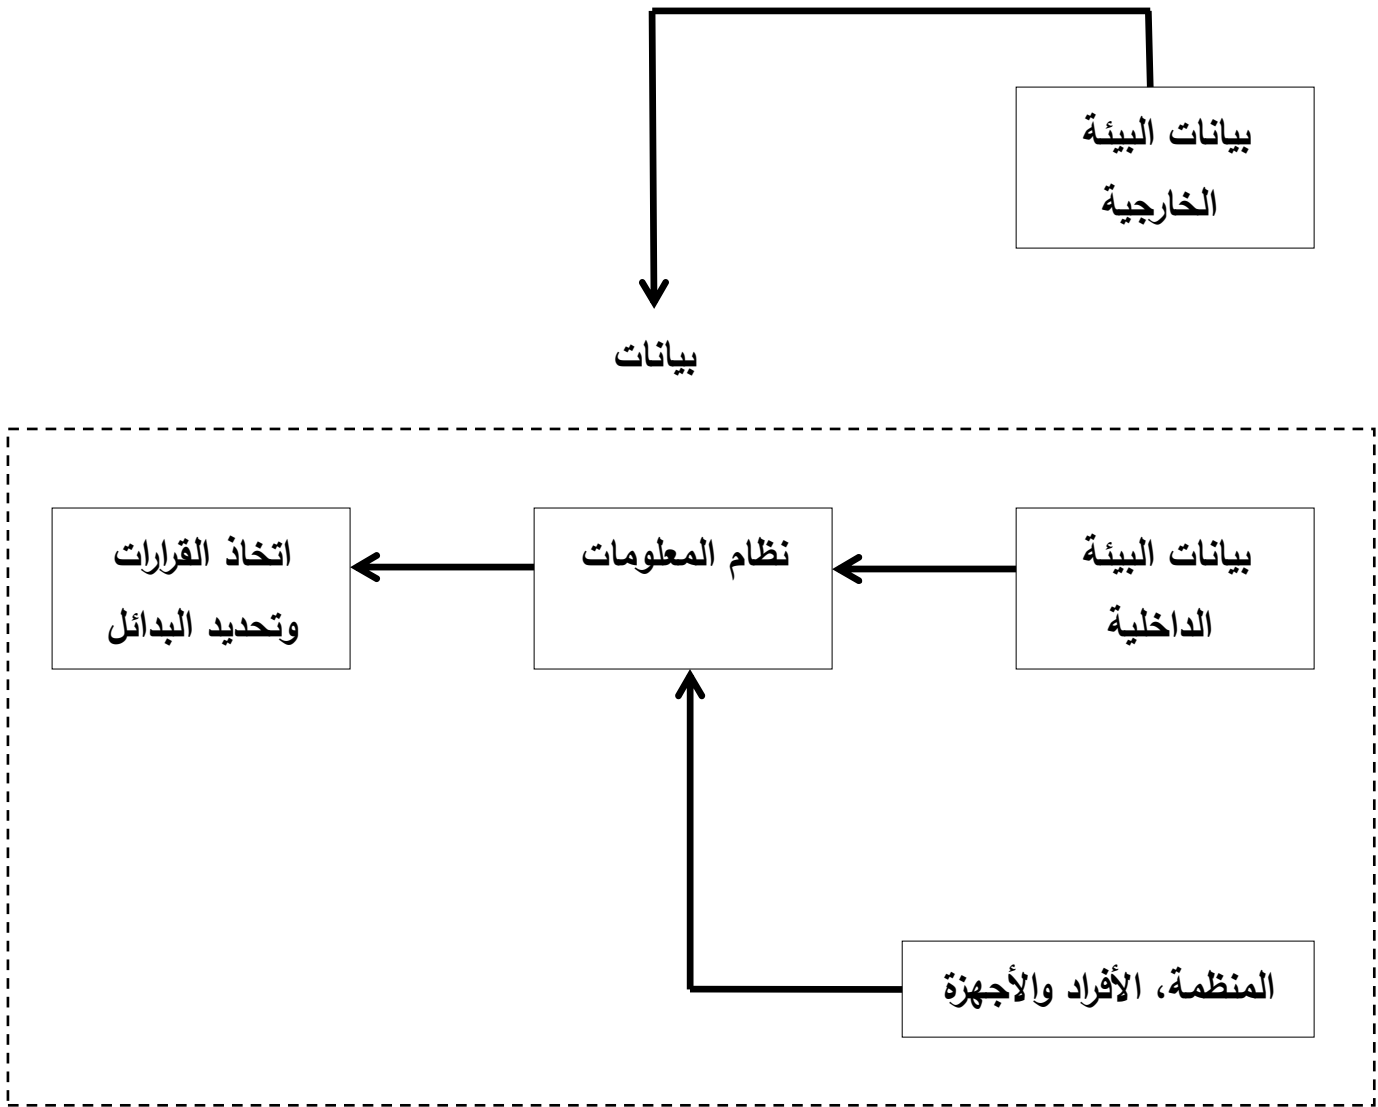 بيانات البيئة
الخارجية
بيانات
بيانات البيئة
الداخلية
نظام المعلومات
اتخاذ القرارات
وتحديد البدائل
المنظمة، الأفراد والأجهزة